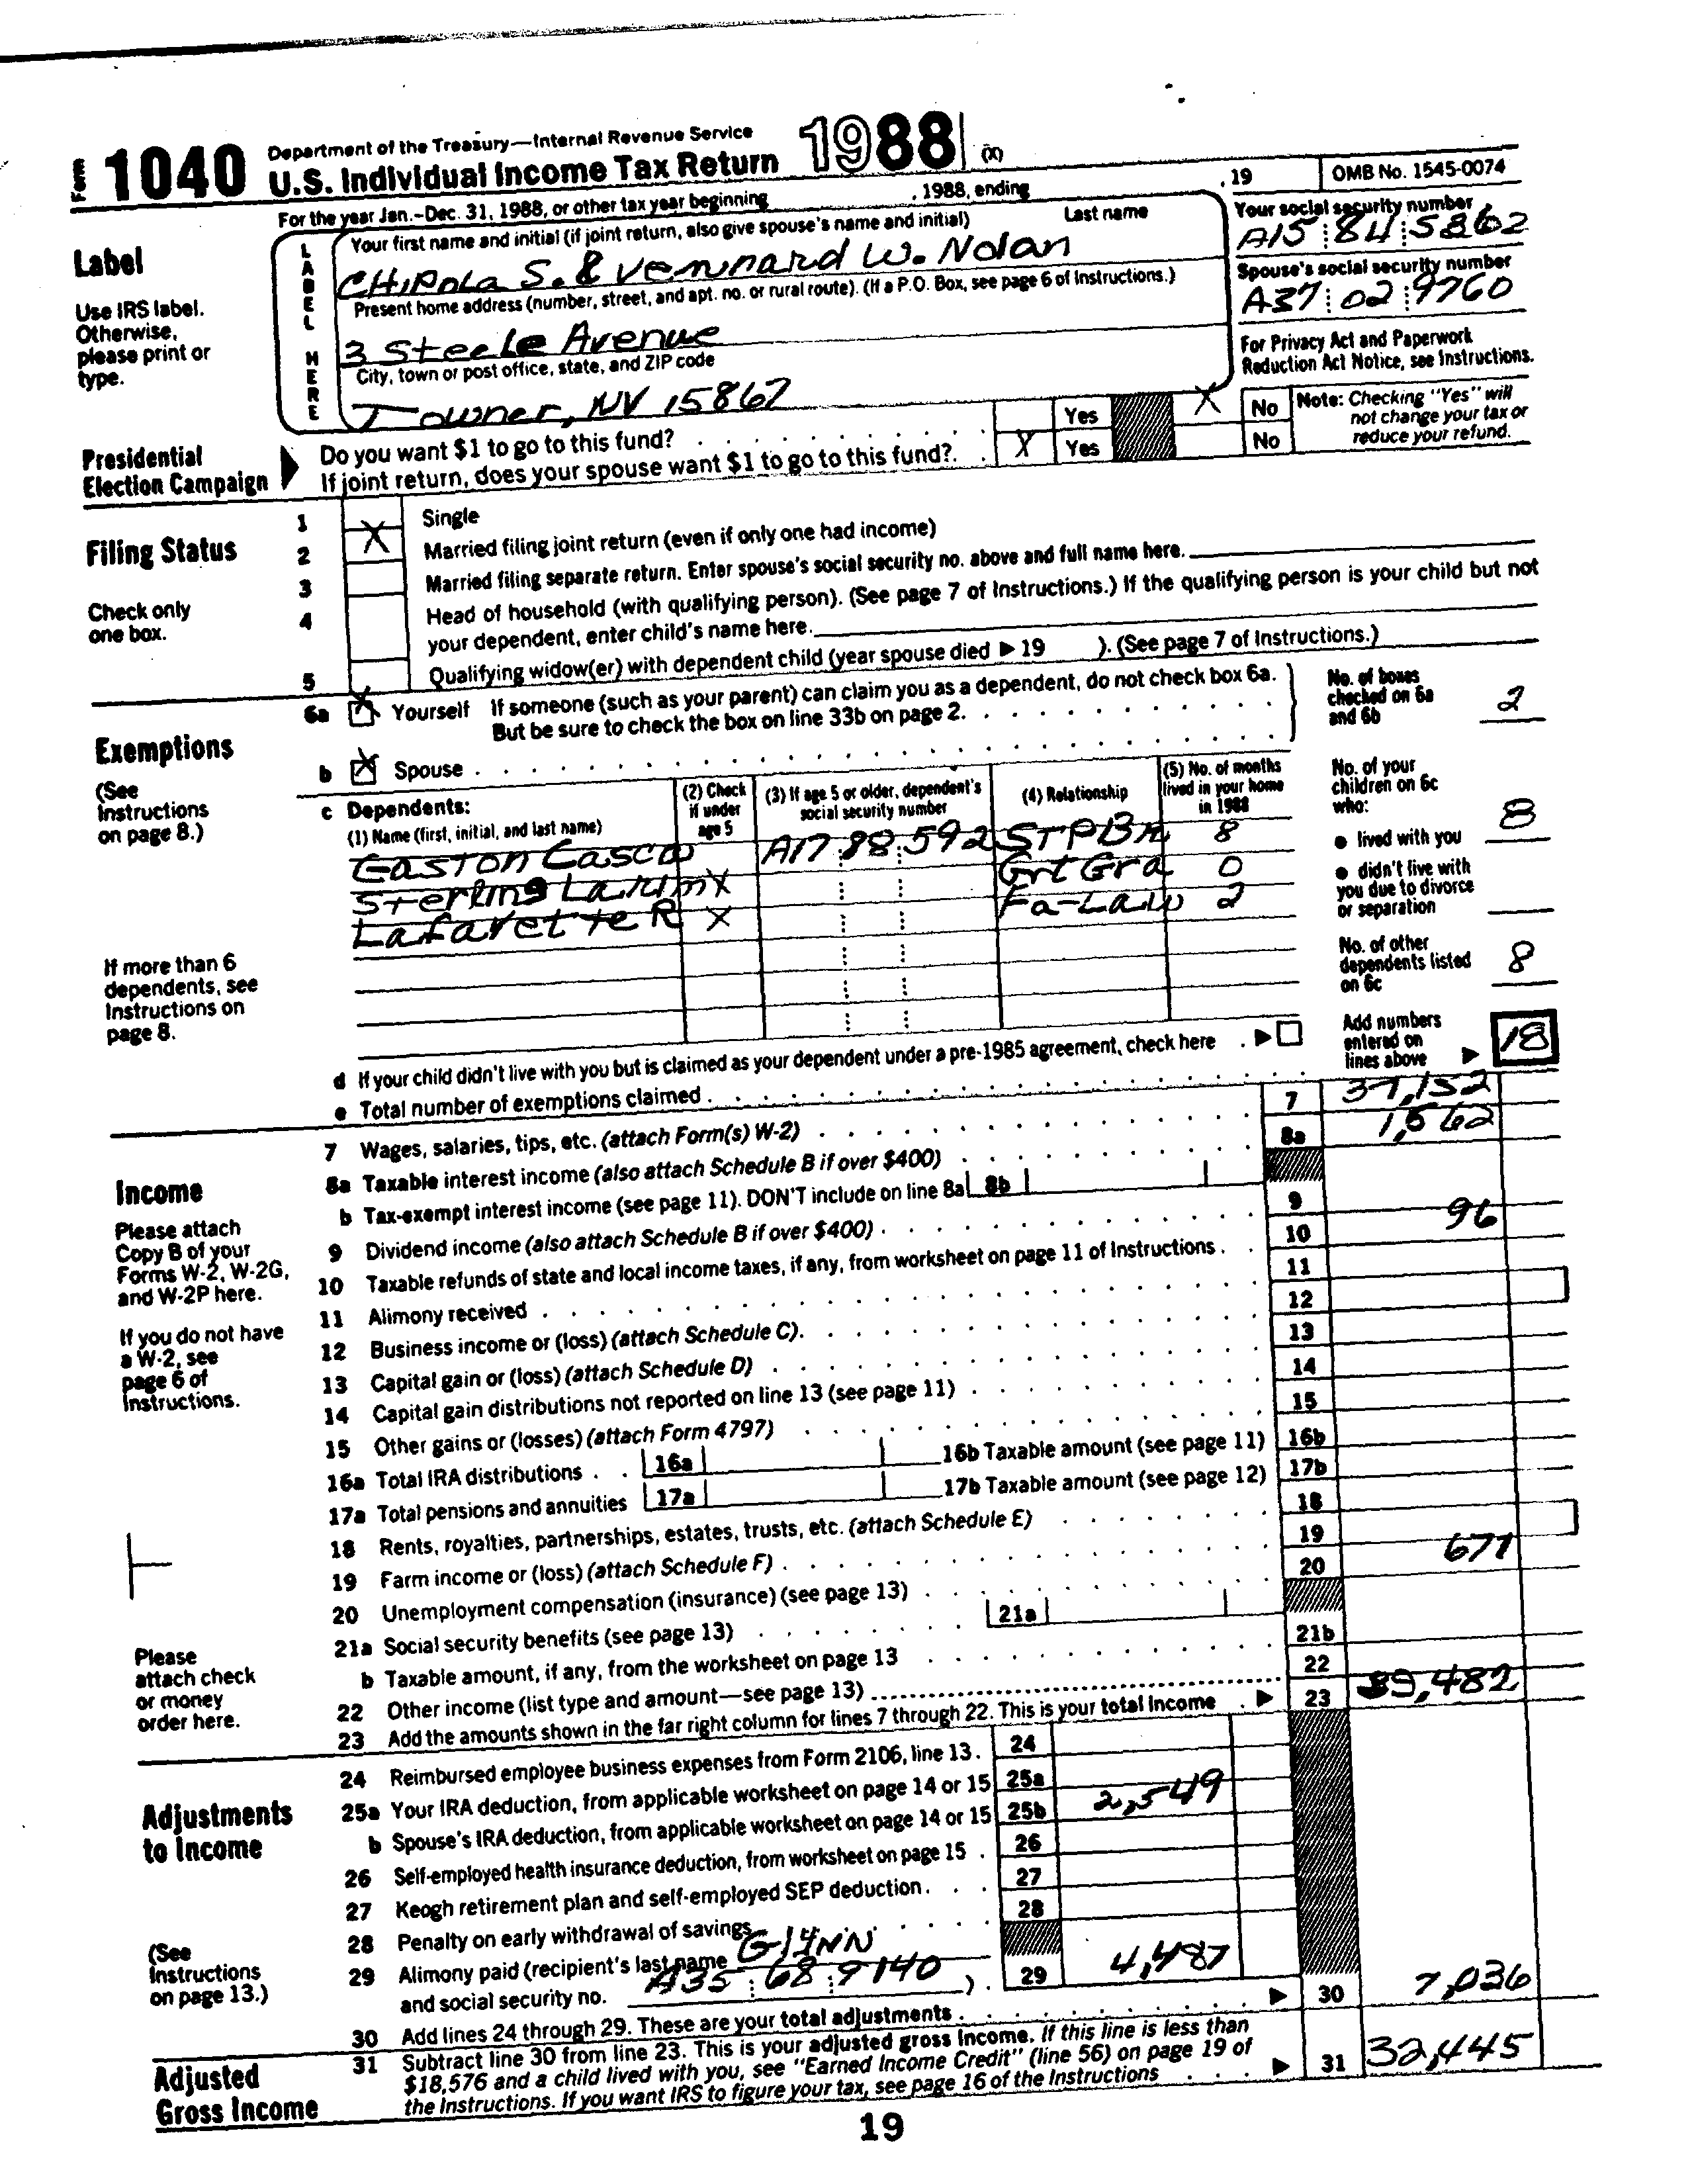 Form 1040 Department of the Treasury—Internal Revenue Service
U.S. Individual Income Tax Return 1988 (X)
For the year Jan.–Dec. 31, 1988, or other tax year beginning , 1988, ending , 19 OMB No. 1545-0074
Label
Use IRS label.
Otherwise,
please print or
type.
LABEL HERE
Your first name and initial (if joint return, also give spouse's name and initial) Last name
CHIPOLA S. & Vennard W. Nolan
Your social security number
A15 84 5862
Present home address (number, street, and apt. no. or rural route). (If a P.O. Box, see page 6 of Instructions.)
3 Steele Avenue
Spouse's social security number
A37 02 9760
City, town or post office, state, and ZIP code
Towner, NV 15867
For Privacy Act and Paperwork
Reduction Act Notice, see Instructions.
Presidential
Election Campaign
Do you want $1 to go to this fund? Yes X No
If joint return, does your spouse want $1 to go to this fund? X Yes No
Note: Checking "Yes" will
not change your tax or
reduce your refund.
Filing Status
Check only
one box.
1 Single
2 X Married filing joint return (even if only one had income)
3 Married filing separate return. Enter spouse's social security no. above and full name here.
4 Head of household (with qualifying person). (See page 7 of Instructions.) If the qualifying person is your child but not
your dependent, enter child's name here.
5 Qualifying widow(er) with dependent child (year spouse died ▶ 19 ). (See page 7 of Instructions.)
Exemptions
(See
Instructions
on page 8.)
6a X Yourself If someone (such as your parent) can claim you as a dependent, do not check box 6a.
But be sure to check the box on line 33b on page 2.
b X Spouse
No. of boxes
checked on 6a
and 6b 2
c Dependents:
(1) Name (first, initial, and last name)
(2) Check
if under
age 5
(3) If age 5 or older, dependent's
social security number
(4) Relationship
(5) No. of months
lived in your home
in 1988
Easton Casca A17 88 592 STPBR 8
Sterling Larim X Grt Gra 0
Lafayette R X Fa-Law 2
No. of your
children on 6c
who:
● lived with you 8
● didn't live with
you due to divorce
or separation
No. of other
dependents listed
on 6c 8
If more than 6
dependents, see
Instructions on
page 8.
d If your child didn't live with you but is claimed as your dependent under a pre-1985 agreement, check here ▶
e Total number of exemptions claimed
Add numbers
entered on
lines above ▶ 18
Income
Please attach
Copy B of your
Forms W-2, W-2G,
and W-2P here.
If you do not have
a W-2, see
page 6 of
Instructions.
Please
attach check
or money
order here.
7 Wages, salaries, tips, etc. (attach Form(s) W-2) 7 37,152
8a Taxable interest income (also attach Schedule B if over $400) 8a 1,562
b Tax-exempt interest income (see page 11). DON'T include on line 8a 8b
9 Dividend income (also attach Schedule B if over $400) 9
10 Taxable refunds of state and local income taxes, if any, from worksheet on page 11 of Instructions 10 96
11 Alimony received 11
12 Business income or (loss) (attach Schedule C) 12
13 Capital gain or (loss) (attach Schedule D) 13
14 Capital gain distributions not reported on line 13 (see page 11) 14
15 Other gains or (losses) (attach Form 4797) 15
16a Total IRA distributions 16a 16b Taxable amount (see page 11) 16b
17a Total pensions and annuities 17a 17b Taxable amount (see page 12) 17b
18 Rents, royalties, partnerships, estates, trusts, etc. (attach Schedule E) 18
19 Farm income or (loss) (attach Schedule F) 19
20 Unemployment compensation (insurance) (see page 13) 20 671
21a Social security benefits (see page 13) 21a
b Taxable amount, if any, from the worksheet on page 13 21b
22 Other income (list type and amount—see page 13) 22
23 Add the amounts shown in the far right column for lines 7 through 22. This is your total income ▶ 23 39,482
Adjustments
to Income
(See
Instructions
on page 13.)
24 Reimbursed employee business expenses from Form 2106, line 13. 24
25a Your IRA deduction, from applicable worksheet on page 14 or 15 25a
b Spouse's IRA deduction, from applicable worksheet on page 14 or 15 25b 2,549
26 Self-employed health insurance deduction, from worksheet on page 15 26
27 Keogh retirement plan and self-employed SEP deduction 27
28 Penalty on early withdrawal of savings 28
29 Alimony paid (recipient's last name Glynn
and social security no. A35 68 9140 ) 29 4,487
30 Add lines 24 through 29. These are your total adjustments ▶ 30 7,036
Adjusted
Gross Income
31 Subtract line 30 from line 23. This is your adjusted gross income. If this line is less than
$18,576 and a child lived with you, see "Earned Income Credit" (line 56) on page 19 of
the Instructions. If you want IRS to figure your tax, see page 16 of the Instructions ▶ 31 32,445
19